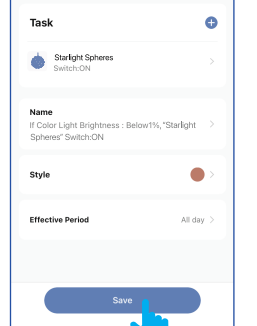 Task
Starlight Spheres
Switch:ON
Name
If Color Light Brightness : Below1%,"Starlight
Spheres" Switch:ON
Style
Effective Period All day
Save